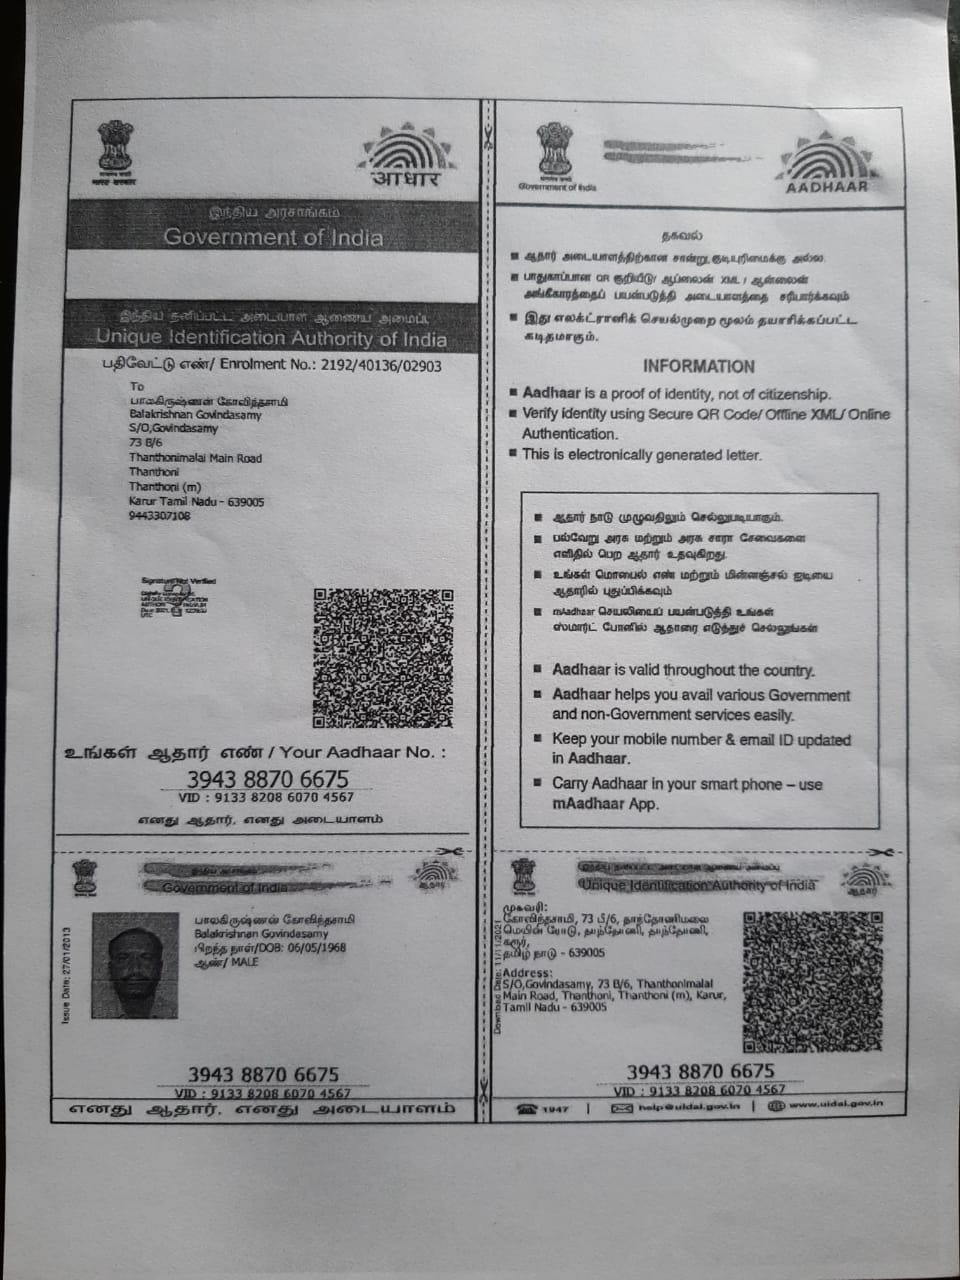 भारत सरकार
आधार
இந்திய அரசாங்கம்
Government of India
இந்திய தனிப்பட்ட அடையாள ஆணைய அமைப்பு
Unique Identification Authority of India
பதிவேட்டு எண்/ Enrolment No.: 2192/40136/02903
To
பாலகிருஷ்ணன் கோவிந்தசாமி
Balakrishnan Govindasamy
S/O,Govindasamy
73 B/6
Thanthonimalai Main Road
Thanthoni
Thanthoni (m)
Karur Tamil Nadu - 639005
9443307108
Signature Not Verified
உங்கள் ஆதார் எண் / Your Aadhaar No. :
3943 8870 6675
VID : 9133 8208 6070 4567
எனது ஆதார், எனது அடையாளம்
Government of India
AADHAAR
தகவல்
ஆதார் அடையாளத்திற்கான சான்று, குடியுரிமைக்கு அல்ல.
பாதுகாப்பான QR குறியீடு/ ஆப்லைன் XML / ஆன்லைன்
அங்கீகாரத்தைப் பயன்படுத்தி அடையாளத்தை சரிபார்க்கவும்
இது எலக்ட்ரானிக் செயல்முறை மூலம் தயாரிக்கப்பட்ட
கடிதமாகும்.
INFORMATION
Aadhaar is a proof of identity, not of citizenship.
Verify identity using Secure QR Code/ Offline XML/ Online
Authentication.
This is electronically generated letter.
ஆதார் நாடு முழுவதிலும் செல்லுபடியாகும்.
பல்வேறு அரசு மற்றும் அரசு சாரா சேவைகளை
எளிதில் பெற ஆதார் உதவுகிறது.
உங்கள் மொபைல் எண் மற்றும் மின்னஞ்சல் ஐடியை
ஆதாரில் புதுப்பிக்கவும்
mAadhaar செயலியைப் பயன்படுத்தி உங்கள்
ஸ்மார்ட் போனில் ஆதாரை எடுத்துச் செல்லுங்கள்
Aadhaar is valid throughout the country.
Aadhaar helps you avail various Government
and non-Government services easily.
Keep your mobile number & email ID updated
in Aadhaar.
Carry Aadhaar in your smart phone – use
mAadhaar App.
Government of India
Issue Date: 27/01/2013
பாலகிருஷ்ணன் கோவிந்தசாமி
Balakrishnan Govindasamy
பிறந்த நாள்/DOB: 06/05/1968
ஆண்/ MALE
3943 8870 6675
VID : 9133 8208 6070 4567
எனது ஆதார், எனது அடையாளம்
Unique Identification Authority of India
ஆதார்
Download Date: 11/11/2021
முகவரி:
கோவிந்தசாமி, 73 பீ/6, தாந்தோனிமலை
மெயின் ரோடு, தாந்தோணி, தாந்தோணி,
கரூர்,
தமிழ் நாடு - 639005
Address:
S/O,Govindasamy, 73 B/6, Thanthonimalai
Main Road, Thanthoni, Thanthoni (m), Karur,
Tamil Nadu - 639005
3943 8870 6675
VID : 9133 8208 6070 4567
1947 | help@uidai.gov.in | www.uidai.gov.in